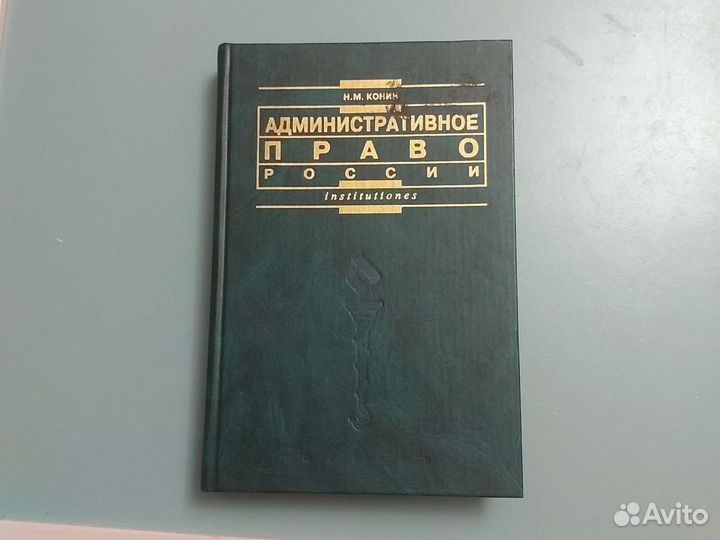 Н.М. КОНИН
АДМИНИСТРАТИВНОЕ
ПРАВО
РОССИИ
institutiones
Avito